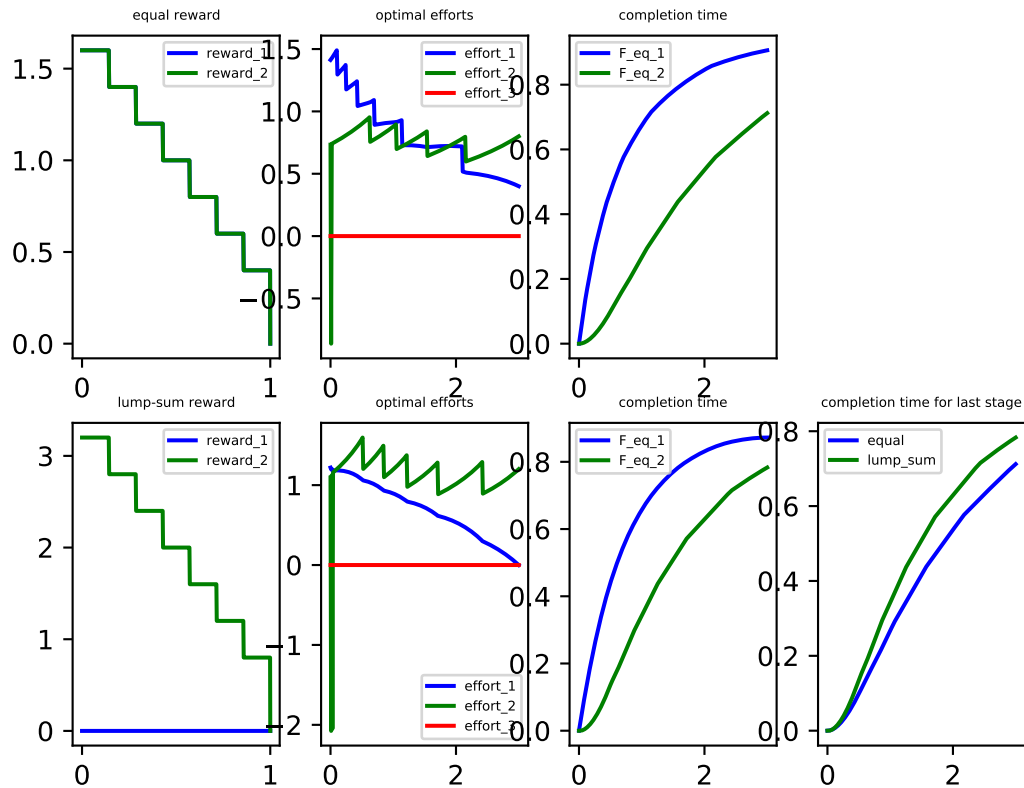 equal reward
optimal efforts
completion time
reward_1
reward_2
effort_1
effort_2
effort_3
F_eq_1
F_eq_2
1.5
1.0
0.5
0.0
0
1
1.5
1.0
0.5
0.0
−0.5
0
2
0.8
0.6
0.4
0.2
0.0
0
2
lump-sum reward
optimal efforts
completion time
completion time for last stage
reward_1
reward_2
effort_1
effort_2
effort_3
F_eq_1
F_eq_2
equal
lump_sum
3
2
1
0
0
1
1
0
−1
−2
0
2
0.8
0.6
0.4
0.2
0.0
0
2
0.8
0.6
0.4
0.2
0.0
0
2